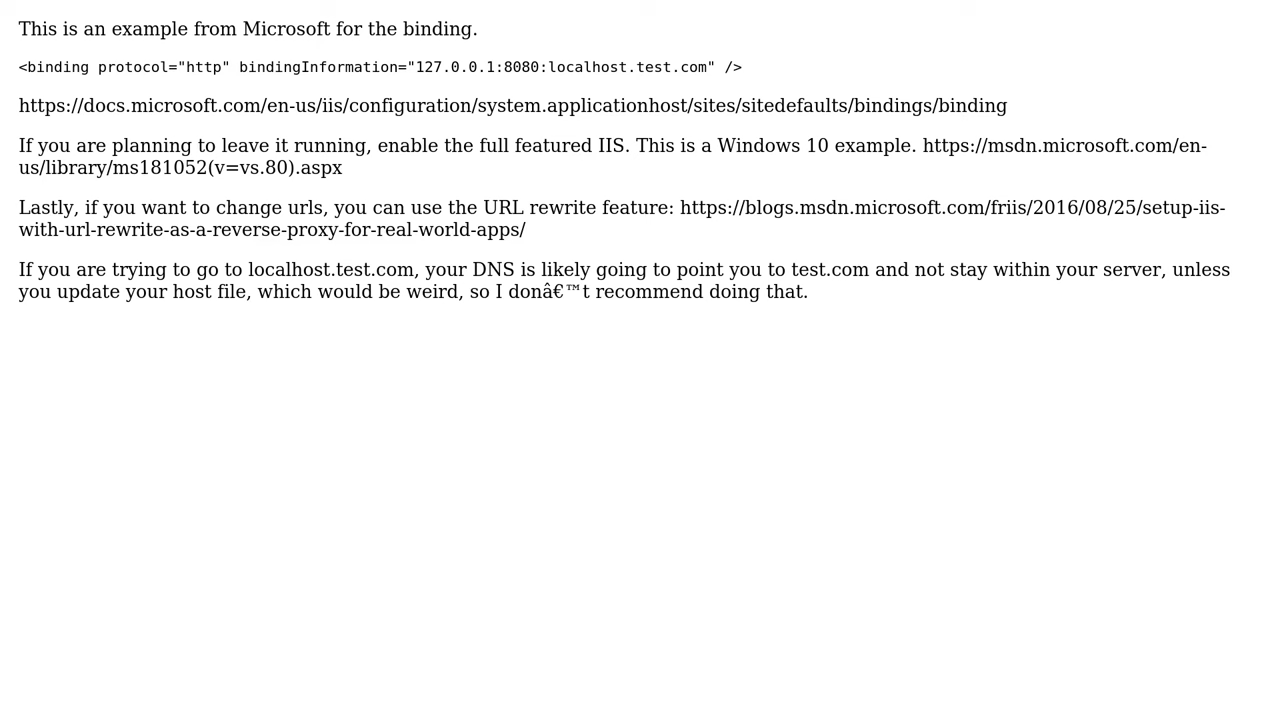 This is an example from Microsoft for the binding.
<binding protocol="http" bindingInformation="127.0.0.1:8080:localhost.test.com" />
https://docs.microsoft.com/en-us/iis/configuration/system.applicationhost/sites/sitedefaults/bindings/binding
If you are planning to leave it running, enable the full featured IIS. This is a Windows 10 example. https://msdn.microsoft.com/en-
us/library/ms181052(v=vs.80).aspx
Lastly, if you want to change urls, you can use the URL rewrite feature: https://blogs.msdn.microsoft.com/friis/2016/08/25/setup-iis-
with-url-rewrite-as-a-reverse-proxy-for-real-world-apps/
If you are trying to go to localhost.test.com, your DNS is likely going to point you to test.com and not stay within your server, unless
you update your host file, which would be weird, so I donâ€™t recommend doing that.